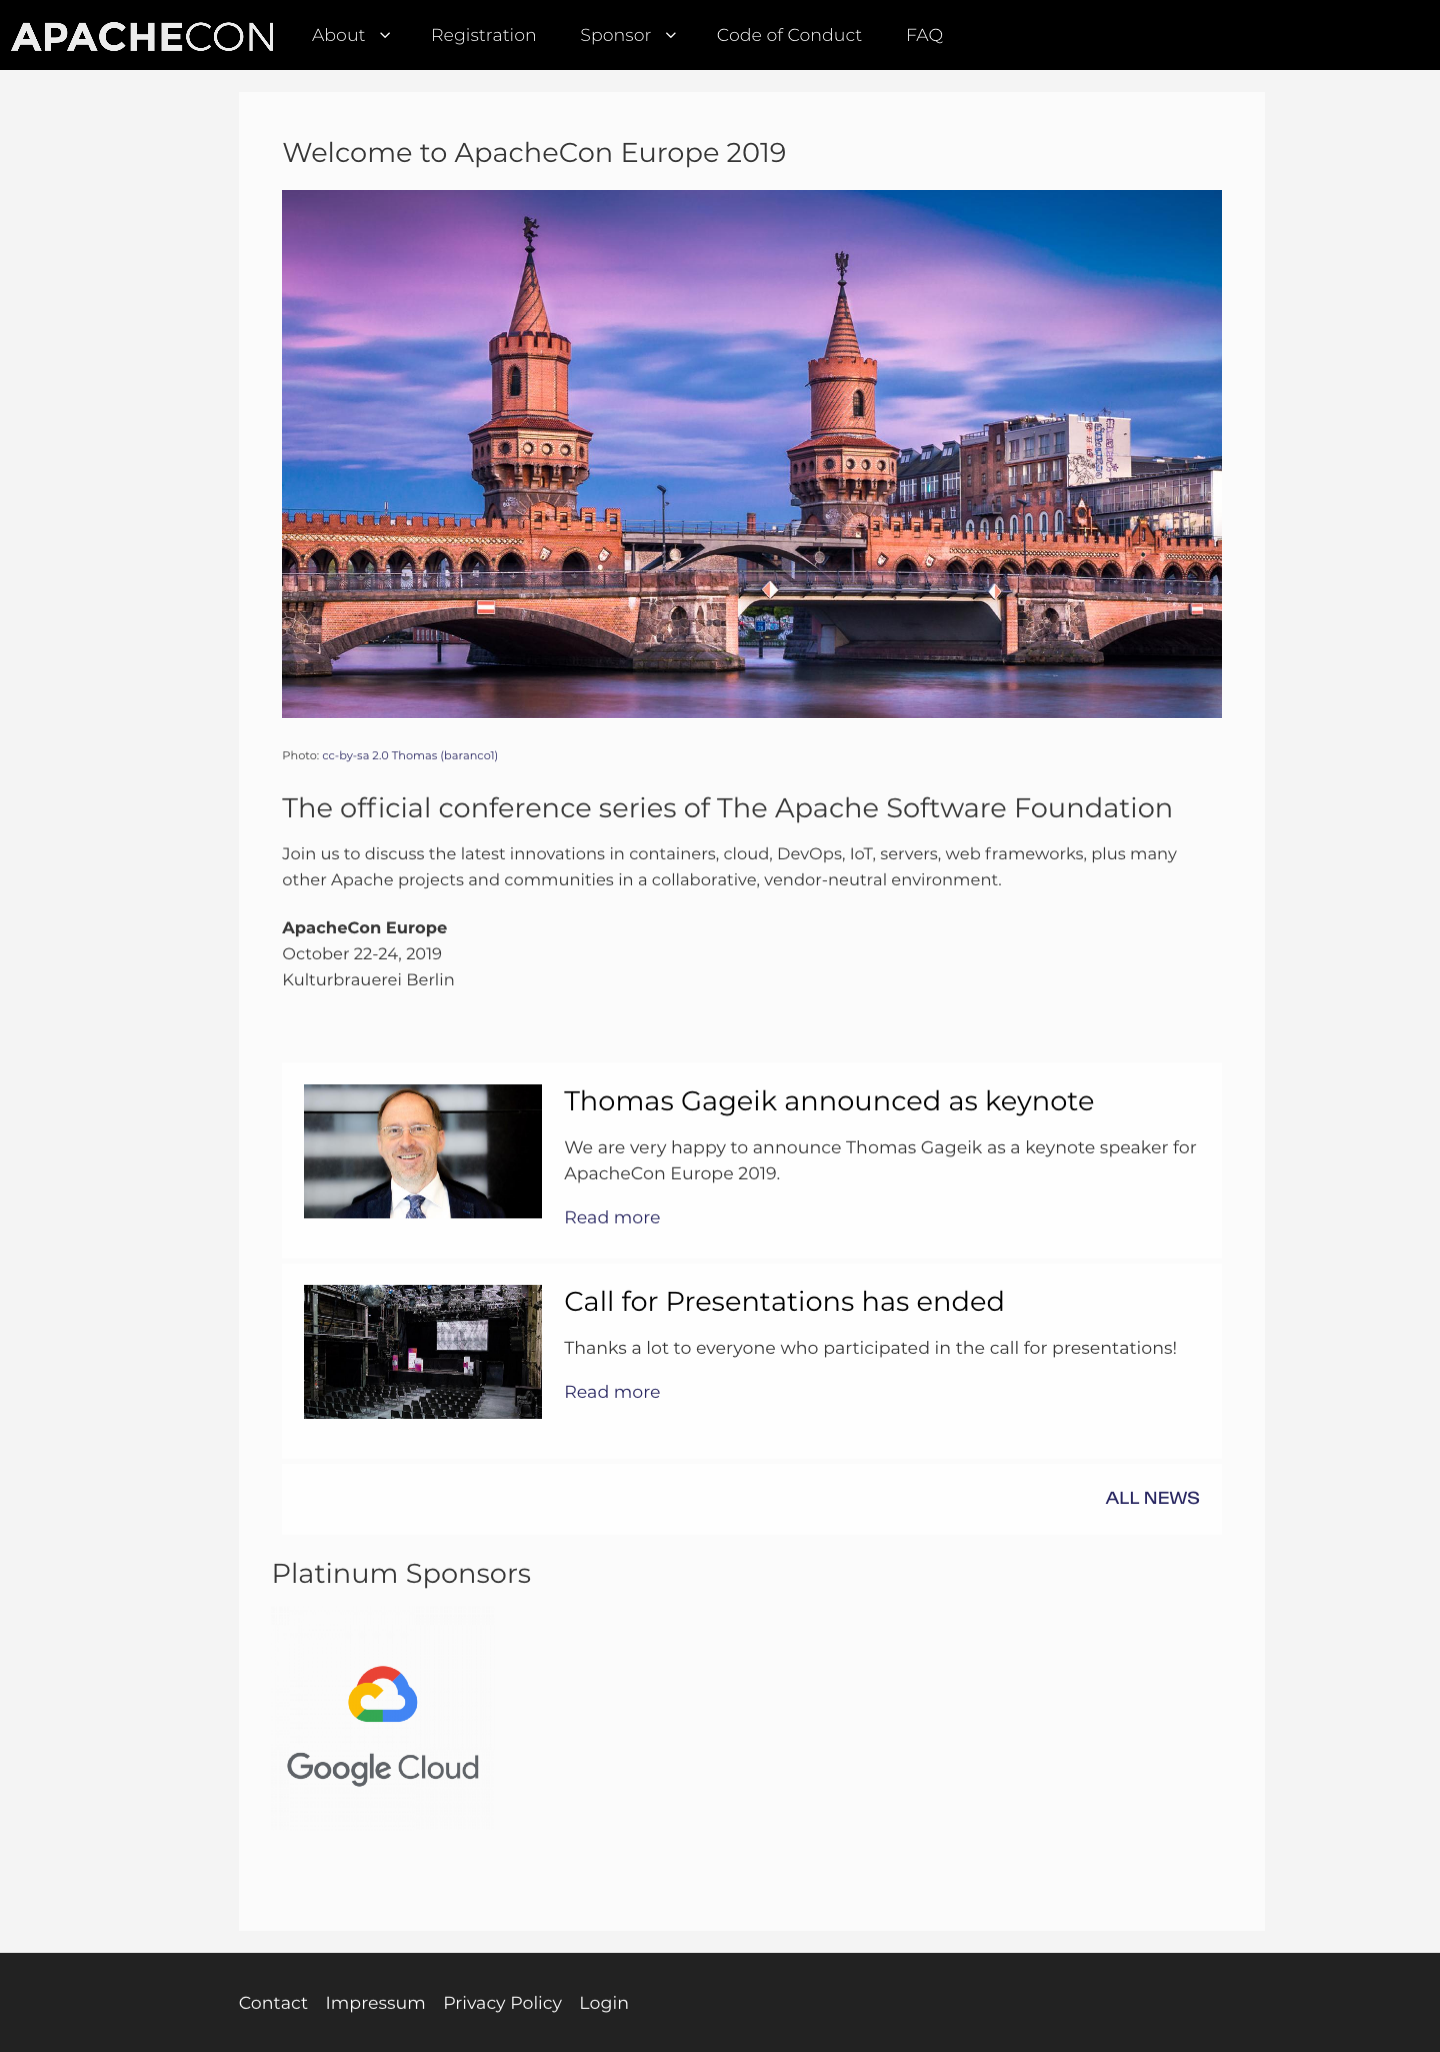 APACHECON
About
Registration
Sponsor
Code of Conduct
FAQ
Welcome to ApacheCon Europe 2019
Photo: cc-by-sa 2.0 Thomas (baranco1)
The official conference series of The Apache Software Foundation
Join us to discuss the latest innovations in containers, cloud, DevOps, IoT, servers, web frameworks, plus many
other Apache projects and communities in a collaborative, vendor-neutral environment.
ApacheCon Europe
October 22-24, 2019
Kulturbrauerei Berlin
Thomas Gageik announced as keynote
We are very happy to announce Thomas Gageik as a keynote speaker for
ApacheCon Europe 2019.
Read more
Call for Presentations has ended
Thanks a lot to everyone who participated in the call for presentations!
Read more
ALL NEWS
Platinum Sponsors
Google Cloud
Contact
Impressum
Privacy Policy
Login